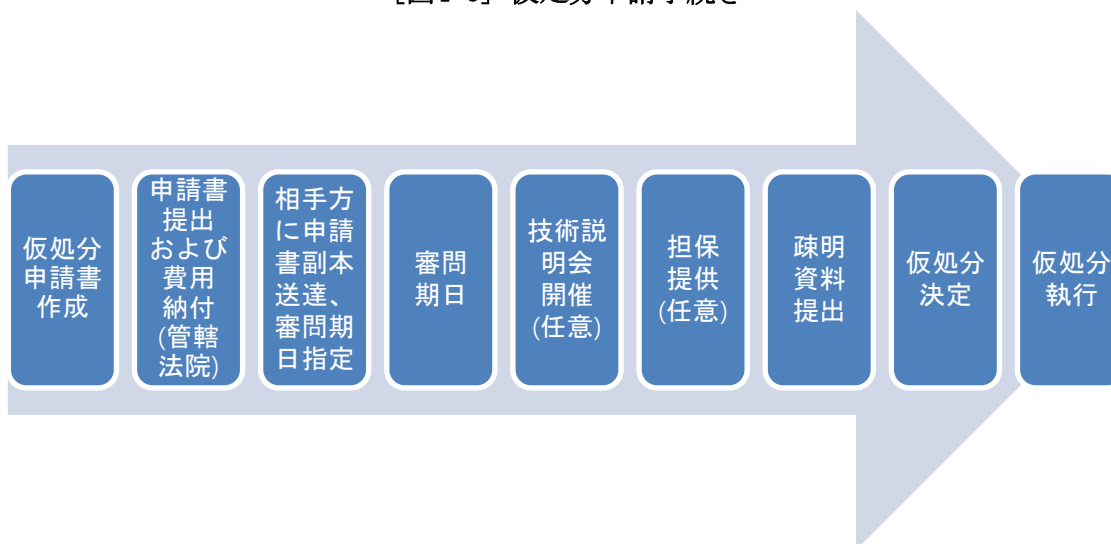 仮処分
申請書
作成
申請書
提出
および
費用
納付
(管轄
法院)
相手方
に申請
書副本
送達、
審問期
日指定
審問
期日
技術説
明会
開催
(任意)
担保
提供
(任意)
疎明
資料
提出
仮処分
決定
仮処分
執行